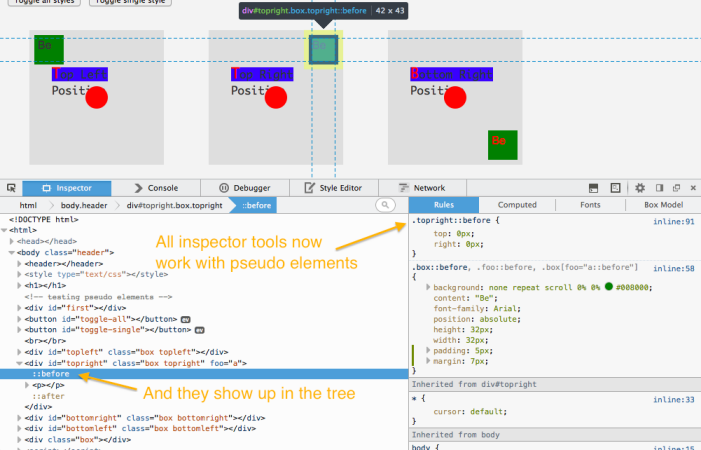 Toggle all styles Toggle single style
div#topright.box.topright::before 42 × 43
Be Be
Top Left Top Right Bottom Right
Positi Positi Positi
Be
Inspector Console Debugger Style Editor Network
html body.header div#topright.box.topright ::before Rules Computed Fonts Box Model
<!DOCTYPE html>
<html>
<head></head>
<body class="header">
<header></header>
<style type="text/css"></style>
<h1></h1>
<!-- testing pseudo elements -->
<div id="first"></div>
<button id="toggle-all"></button> ev
<button id="toggle-single"></button> ev
<br></br>
<div id="topleft" class="box topleft"></div>
<div id="topright" class="box topright" foo="a">
::before
<p></p>
::after
</div>
<div id="bottomright" class="box bottomright"></div>
<div id="bottomleft" class="box bottomleft"></div>
<div class="box"></div>
All inspector tools now
work with pseudo elements
And they show up in the tree
.topright::before { inline:91
top: 0px;
right: 0px;
}
.box::before, .foo::before, .box[foo="a::before"] inline:58
{
background: none repeat scroll 0% 0% #008000;
content: "Be";
font-family: Arial;
position: absolute;
height: 32px;
width: 32px;
padding: 5px;
margin: 7px;
}
Inherited from div#topright
* { inline:33
cursor: default;
}
Inherited from body
body { inline:15